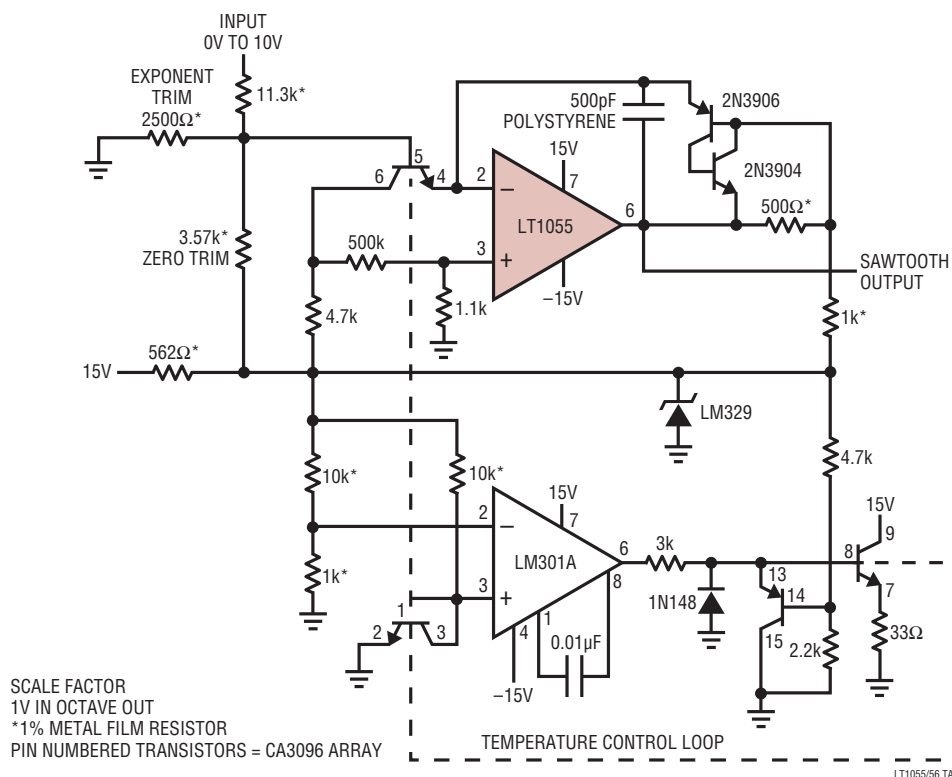 INPUT
0V TO 10V
EXPONENT
TRIM
2500Ω*
11.3k*
500pF
POLYSTYRENE
2N3906
2N3904
15V
7
5
6
4
2
−
LT1055
6
500Ω*
3.57k*
ZERO TRIM
500k
3
+
−15V
SAWTOOTH
OUTPUT
4.7k
1.1k
1k*
15V
562Ω*
LM329
10k*
10k*
4.7k
15V
7
15V
9
2
−
LM301A
6
3k
8
8
13
14
7
1k*
3
+
1N148
1
2
3
4
1
0.01µF
15
2.2k
33Ω
−15V
SCALE FACTOR
1V IN OCTAVE OUT
*1% METAL FILM RESISTOR
PIN NUMBERED TRANSISTORS = CA3096 ARRAY
TEMPERATURE CONTROL LOOP